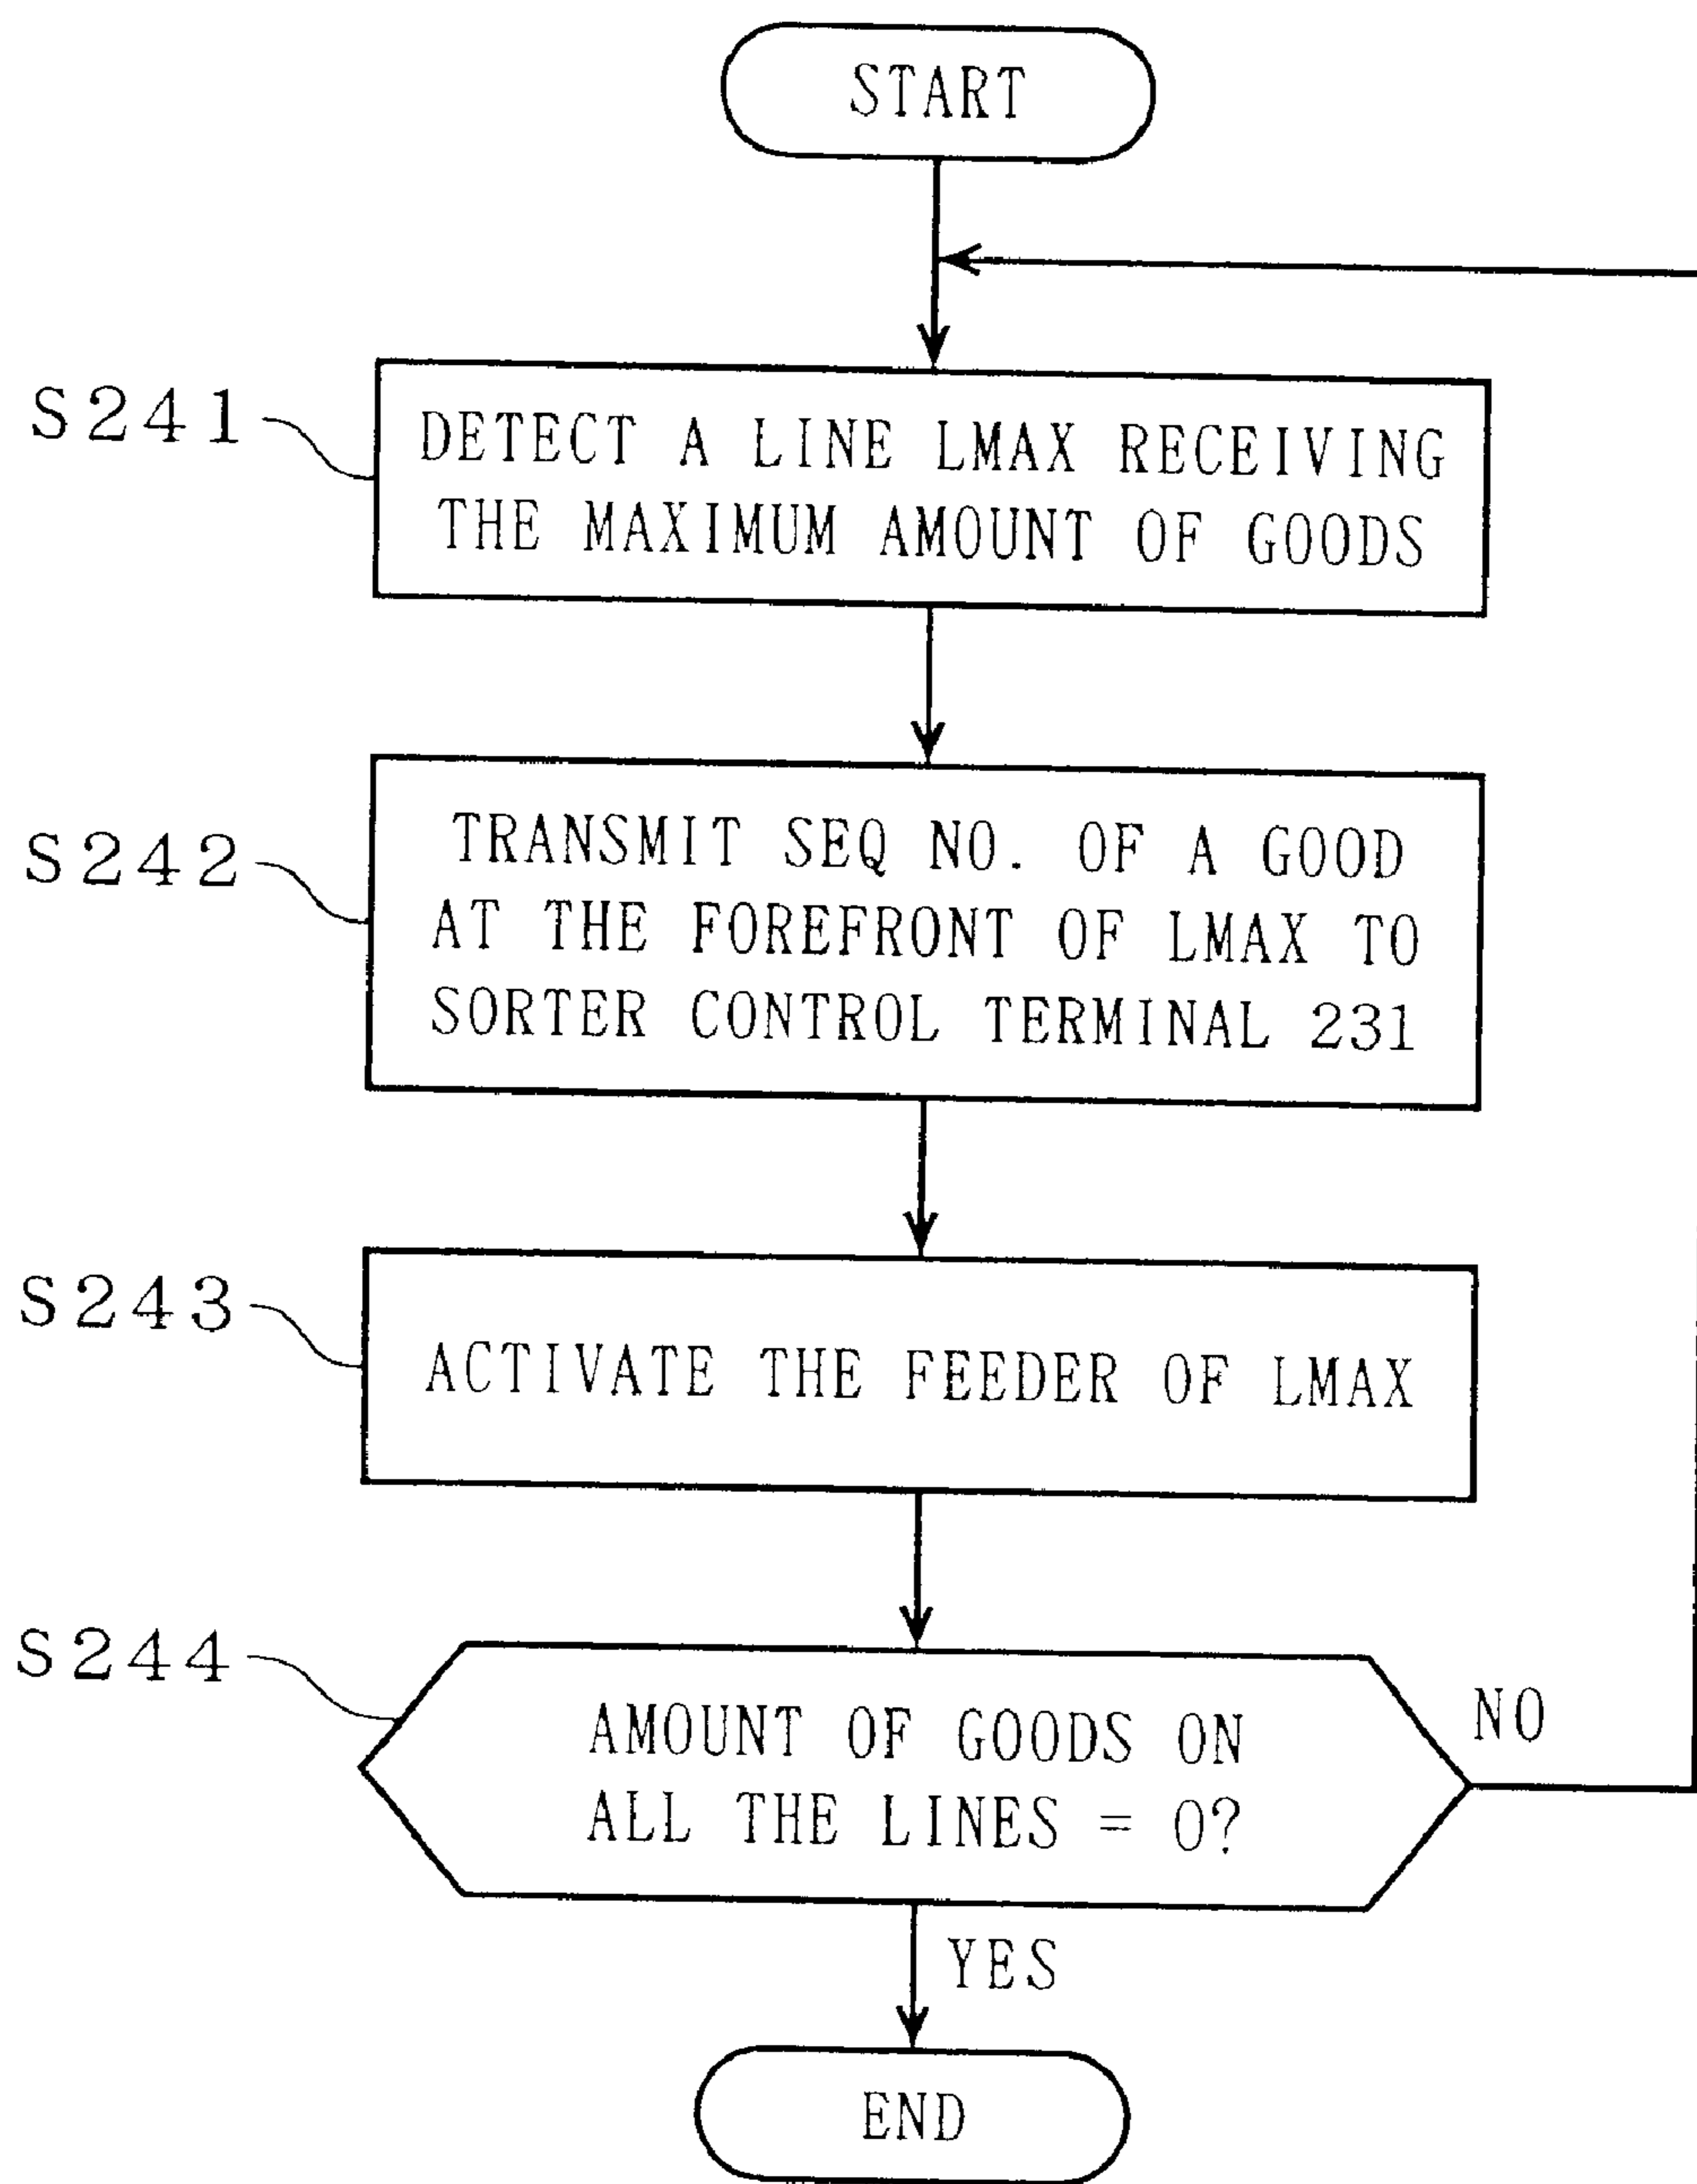 START
S241
DETECT A LINE LMAX RECEIVING
THE MAXIMUM AMOUNT OF GOODS
S242
TRANSMIT SEQ NO. OF A GOOD
AT THE FOREFRONT OF LMAX TO
SORTER CONTROL TERMINAL 231
S243
ACTIVATE THE FEEDER OF LMAX
S244
AMOUNT OF GOODS ON
ALL THE LINES = 0?
NO
YES
END